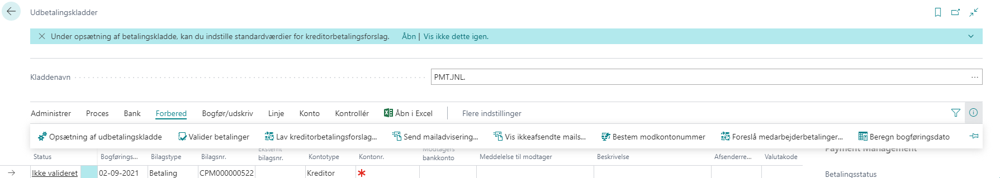 Udbetalingskladder
Under opsætning af betalingskladde, kan du indstille standardværdier for kreditorbetalingsforslag. Åbn | Vis ikke dette igen.
Kladdenavn PMT.JNL. ...
Administrer Proces Bank Forbered Bogfør/udskriv Linje Konto Kontrollér Åbn i Excel Flere indstillinger
Opsætning af udbetalingskladde Valider betalinger Lav kreditorbetalingsforslag... Send mailadvisering... Vis ikkeafsendte mails... Bestem modkontonummer Foreslå medarbejderbetalinger... Beregn bogføringsdato
Status Bogførings... Bilagstype Bilagsnr. Eksternt bilagsnr. Kontotype Kontonr. Modtagers bankkonto Meddelelse til modtager Beskrivelse Afsenderre... Valutakode Payment Management
Ikke valideret 02-09-2021 Betaling CPM000000522 Kreditor Betalingsstatus